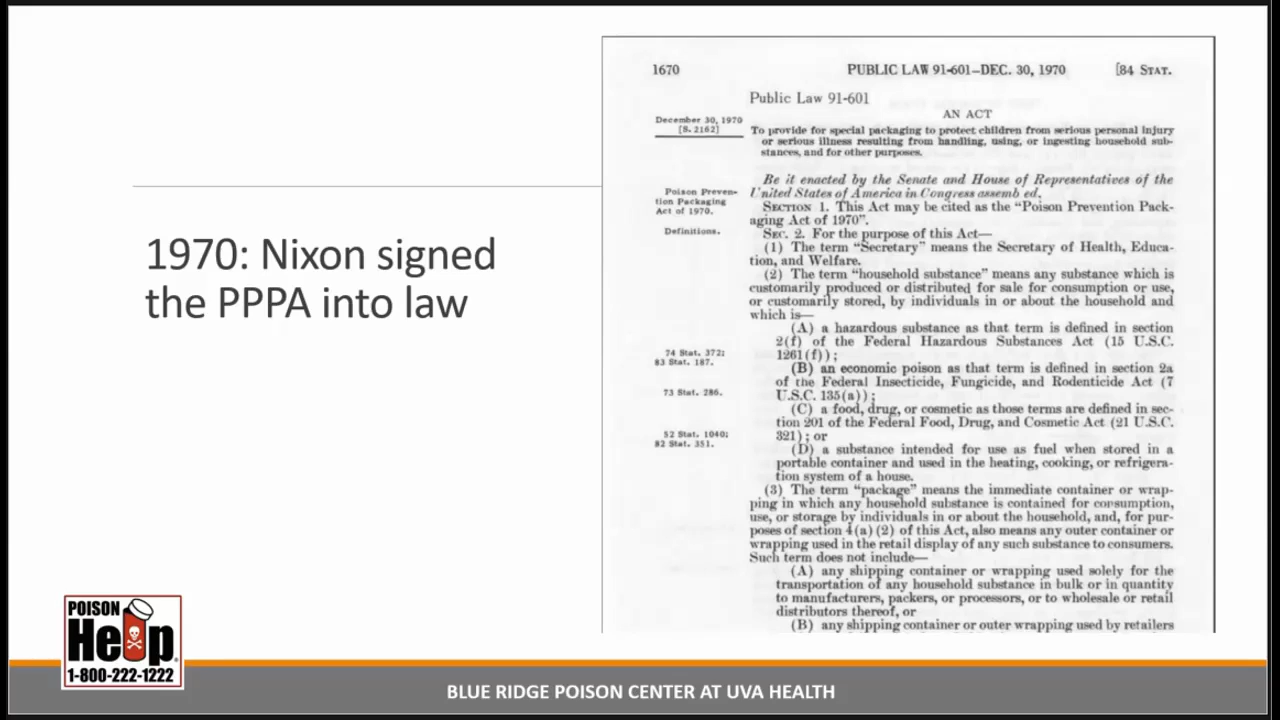 1970: Nixon signed
the PPPA into law
1670 PUBLIC LAW 91-601–DEC. 30, 1970 [84 STAT.
Public Law 91-601
AN ACT
December 30, 1970
[S. 2162]
To provide for special packaging to protect children from serious personal injury
or serious illness resulting from handling, using, or ingesting household sub-
stances, and for other purposes.
Be it enacted by the Senate and House of Representatives of the
United States of America in Congress assemb ed,
Poison Preven-
tion Packaging
Act of 1970.
SECTION 1. This Act may be cited as the “Poison Prevention Pack-
aging Act of 1970”.
Definitions.
SEC. 2. For the purpose of this Act—
(1) The term “Secretary” means the Secretary of Health, Educa-
tion, and Welfare.
(2) The term “household substance” means any substance which is
customarily produced or distributed for sale for consumption or use,
or customarily stored, by individuals in or about the household and
which is—
(A) a hazardous substance as that term is defined in section
2(f) of the Federal Hazardous Substances Act (15 U.S.C.
1261(f));
74 Stat. 372;
83 Stat. 187.
(B) an economic poison as that term is defined in section 2a
of the Federal Insecticide, Fungicide, and Rodenticide Act (7
U.S.C. 135(a));
73 Stat. 286.
(C) a food, drug, or cosmetic as those terms are defined in sec-
tion 201 of the Federal Food, Drug, and Cosmetic Act (21 U.S.C.
321); or
52 Stat. 1040;
82 Stat. 351.
(D) a substance intended for use as fuel when stored in a
portable container and used in the heating, cooking, or refrigera-
tion system of a house.
(3) The term “package” means the immediate container or wrap-
ping in which any household substance is contained for consumption,
use, or storage by individuals in or about the household, and, for pur-
poses of section 4(a)(2) of this Act, also means any outer container or
wrapping used in the retail display of any such substance to consumers.
Such term does not include—
(A) any shipping container or wrapping used solely for the
transportation of any household substance in bulk or in quantity
to manufacturers, packers, or processors, or to wholesale or retail
distributors thereof, or
(B) any shipping container or outer wrapping used by retailers
POISON
Help
1-800-222-1222
BLUE RIDGE POISON CENTER AT UVA HEALTH